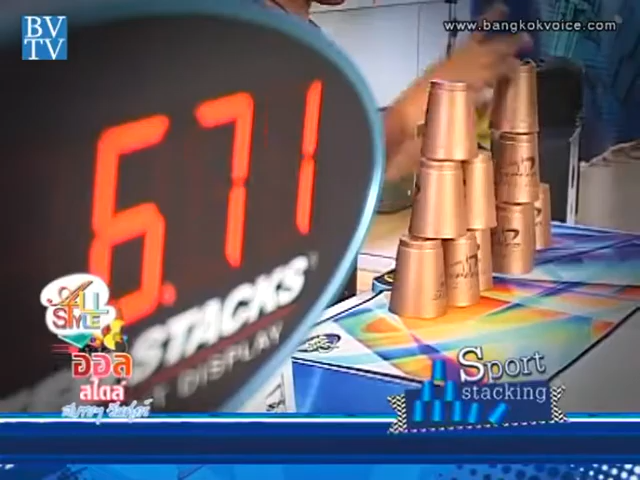 BV
TV
www.bangkokvoice.com
6.71
STACKS
DISPLAY
ALL
STYLE
ออล
สไตล์
Sport
stacking